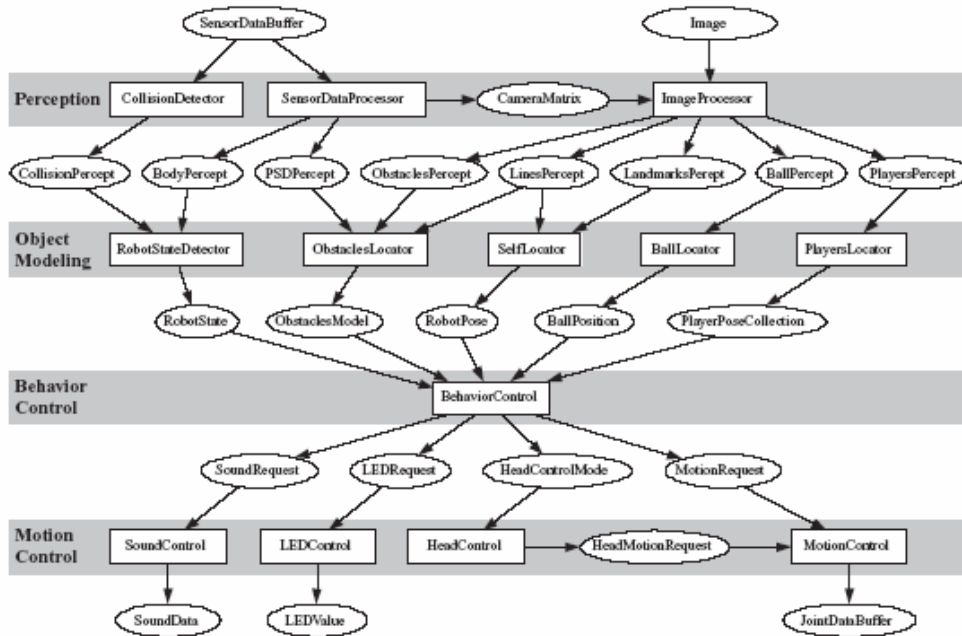 SensorDataBuffer
Image
Perception
CollisionDetector
SensorDataProcessor
CameraMatrix
ImageProcessor
CollisionPercept
BodyPercept
PSDPercept
ObstaclesPercept
LinesPercept
LandmarksPerept
BallPercept
PlayersPercept
Object
Modeling
RobotStateDetector
ObstaclesLocator
SelfLocator
BallLocator
PlayersLocator
RobotState
ObstaclesModel
RobotPose
BallPosition
PlayerPoseCollection
Behavior
Control
BehaviorControl
SoundRequest
LEDRequest
HeadControlMode
MotionRequest
Motion
Control
SoundControl
LEDControl
HeadControl
HeadMotionRequest
MotionControl
SoundData
LEDValue
JointDataBuffer